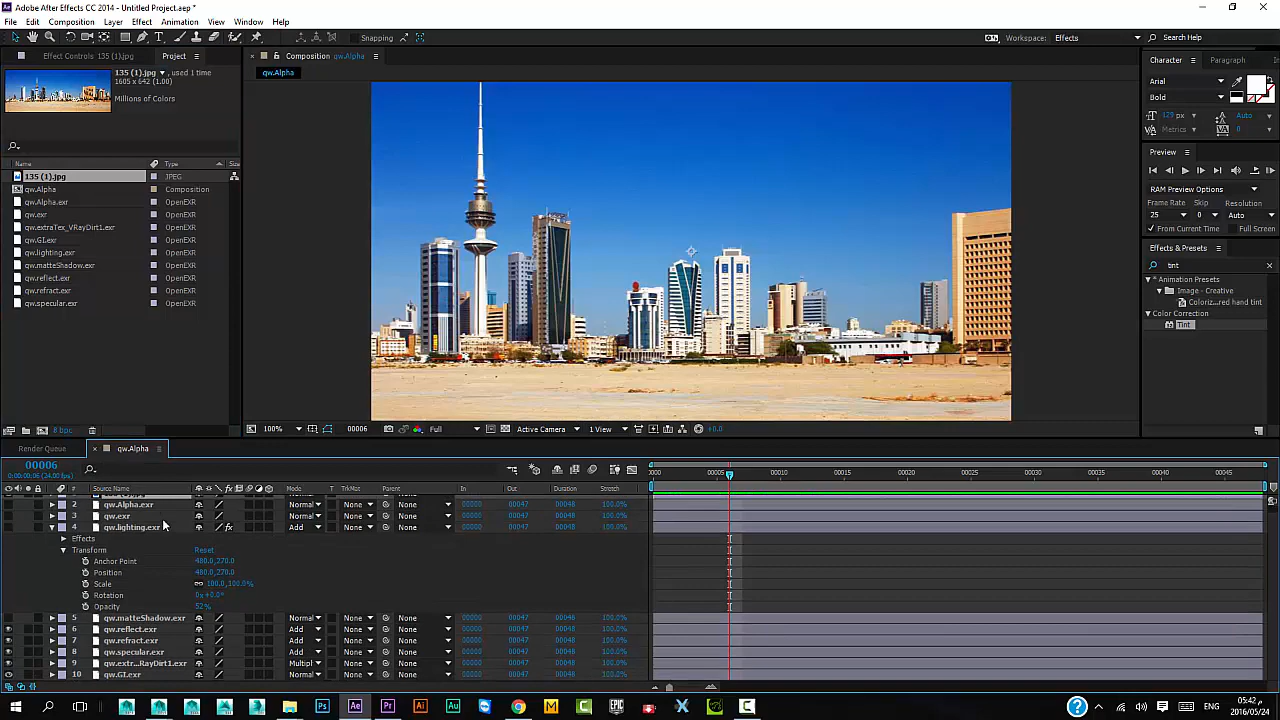 Adobe After Effects CC 2014 - Untitled Project.aep *
File Edit Composition Layer Effect Animation View Window Help
Snapping Workspace: Effects Search Help
Effect Controls 135 (1).jpg Project Composition qw.Alpha Character Paragraph
qw.Alpha
135 (1).jpg , used 1 time
1605 x 642 (1.00)
Millions of Colors
Arial
Bold
129 px Auto
Metrics 0
Name Type Size
135 (1).jpg JPEG
qw.Alpha Composition
qw.Alpha.exr OpenEXR
qw.exr OpenEXR
qw.extraTex_VRayDirt1.exr OpenEXR
qw.GI.exr OpenEXR
qw.lighting.exr OpenEXR
qw.matteShadow.exr OpenEXR
qw.reflect.exr OpenEXR
qw.refract.exr OpenEXR
qw.specular.exr OpenEXR
Preview
RAM Preview Options
Frame Rate Skip Resolution
25 0 Auto
From Current Time Full Screen
Effects & Presets
tint
* Animation Presets
Image - Creative
Coloriz...red hand tint
Color Correction
Tint
8 bpc
100% 00006 Full Active Camera 1 View +0.0
Render Queue qw.Alpha
00006
0:00:00:06 (24.00 fps)
0000 00005 00010 00015 00020 00025 00030 00035 00040 00045
# Source Name Mode T TrkMat Parent In Out Duration Stretch
2 qw.Alpha.exr Normal None None 00000 00047 00048 100.0%
3 qw.exr Normal None None 00000 00047 00048 100.0%
4 qw.lighting.exr Add None None 00000 00047 00048 100.0%
Effects
Transform Reset
Anchor Point 480.0,270.0
Position 480.0,270.0
Scale 100.0,100.0%
Rotation 0x+0.0°
Opacity 52%
5 qw.matteShadow.exr Normal None None 00000 00047 00048 100.0%
6 qw.reflect.exr Add None None 00000 00047 00048 100.0%
7 qw.refract.exr Add None None 00000 00047 00048 100.0%
8 qw.specular.exr Add None None 00000 00047 00048 100.0%
9 qw.extr...RayDirt1.exr Multipl None None 00000 00047 00048 100.0%
10 qw.GI.exr Normal None None 00000 00047 00048 100.0%
Ps Ae Pr Ai Au M C EPIC C
05:42 م
2016/05/24